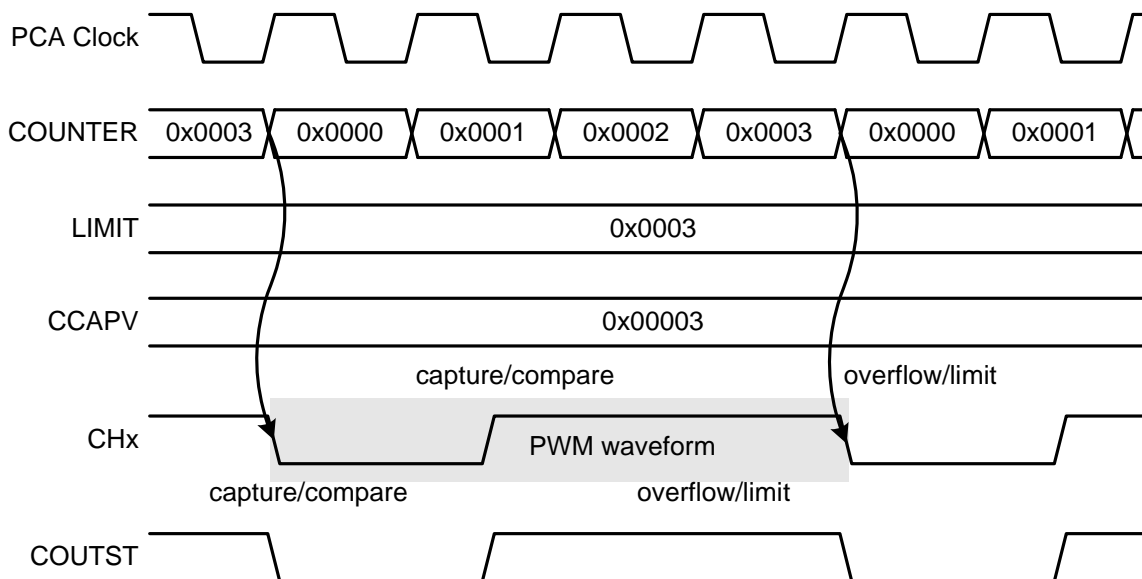 PCA Clock
COUNTER 0x0003 0x0000 0x0001 0x0002 0x0003 0x0000 0x0001
LIMIT 0x0003
CCAPV 0x00003
capture/compare overflow/limit
CHx PWM waveform
capture/compare overflow/limit
COUTST